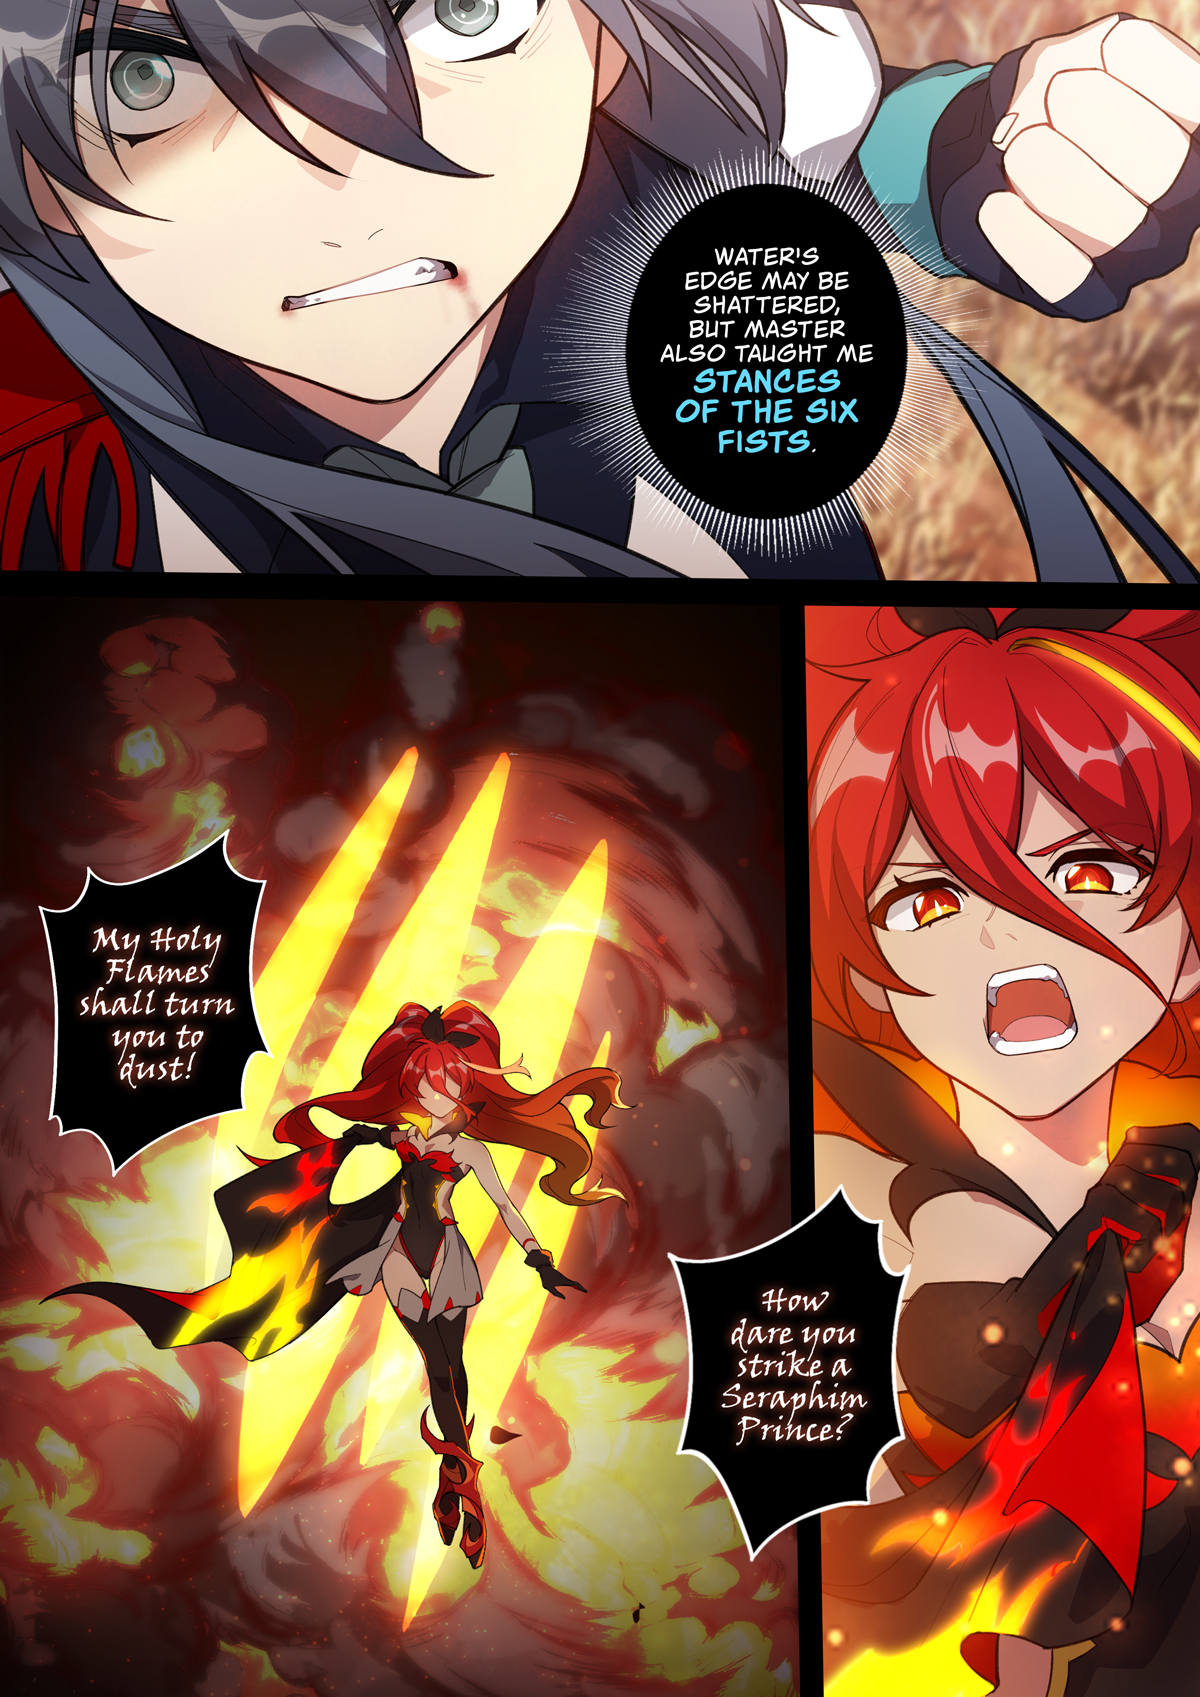 WATER'S
EDGE MAY BE
SHATTERED,
BUT MASTER
ALSO TAUGHT ME
STANCES
OF THE SIX
FISTS.
My Holy
Flames
shall turn
you to
dust!
How
dare you
strike a
Seraphim
Prince?